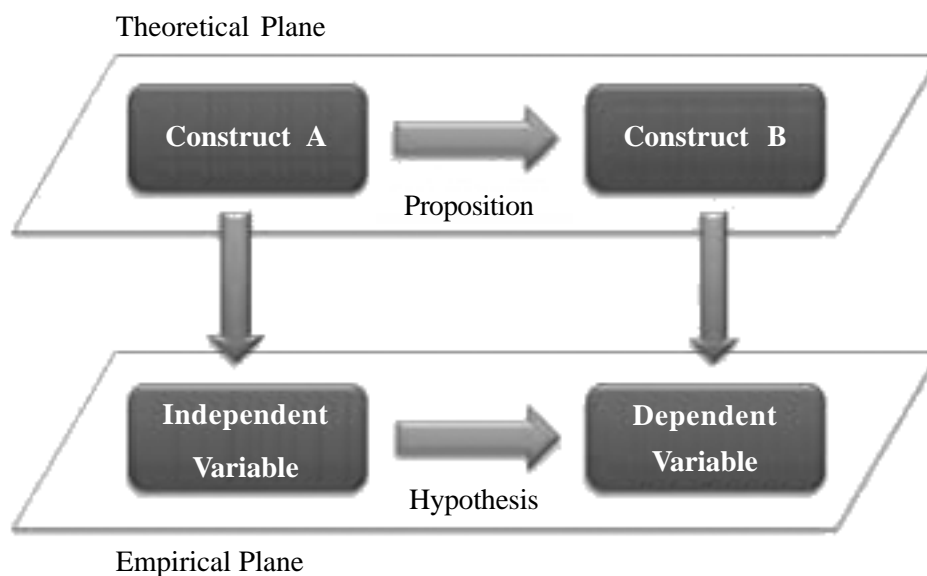 Theoretical Plane
Construct A
Construct B
Proposition
Independent
Variable
Dependent
Variable
Hypothesis
Empirical Plane